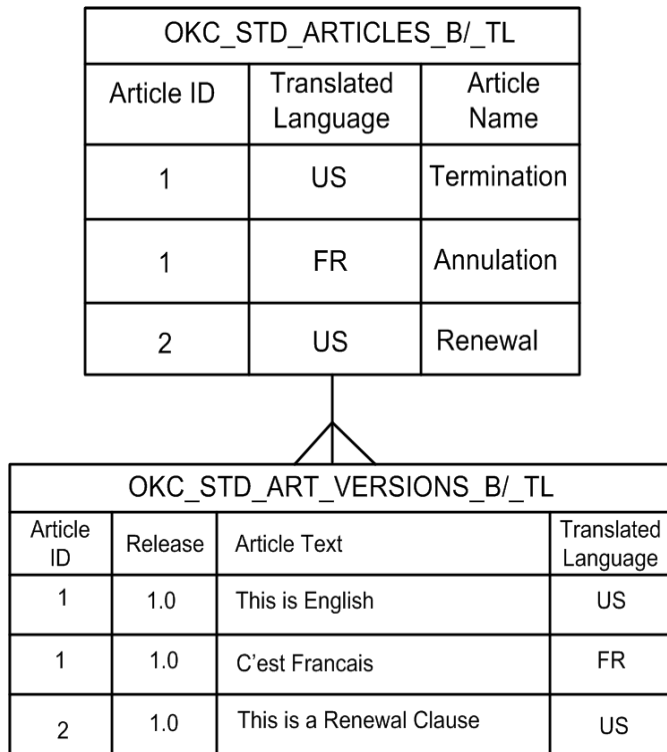 OKC_STD_ARTICLES_B/_TL
Article ID Translated Language Article Name
1 US Termination
1 FR Annulation
2 US Renewal
OKC_STD_ART_VERSIONS_B/_TL
Article ID Release Article Text Translated Language
1 1.0 This is English US
1 1.0 C'est Francais FR
2 1.0 This is a Renewal Clause US